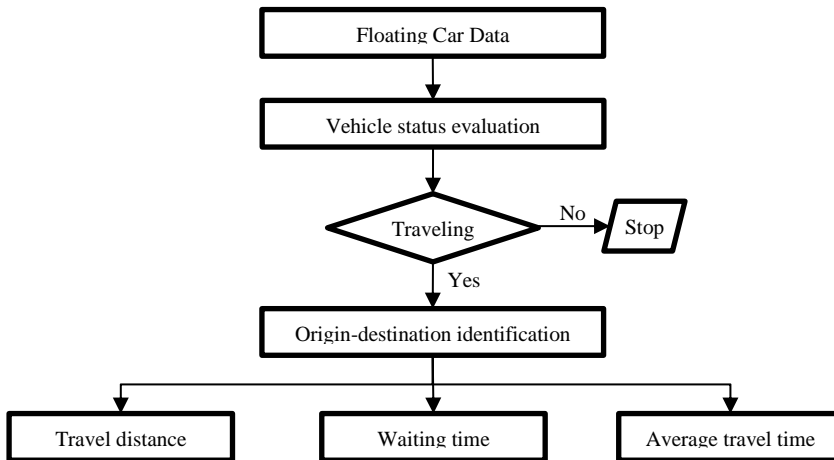 Floating Car Data
Vehicle status evaluation
Traveling
No
Stop
Yes
Origin-destination identification
Travel distance
Waiting time
Average travel time